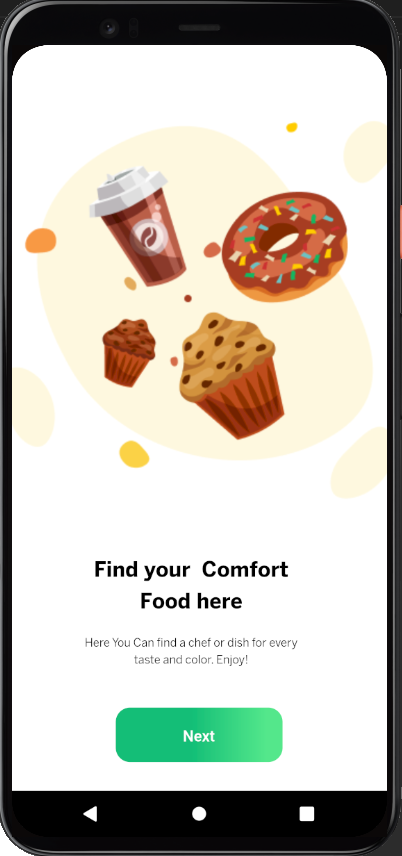 Find your  Comfort
Food here
Here You Can find a chef or dish for every
taste and color. Enjoy!
Next